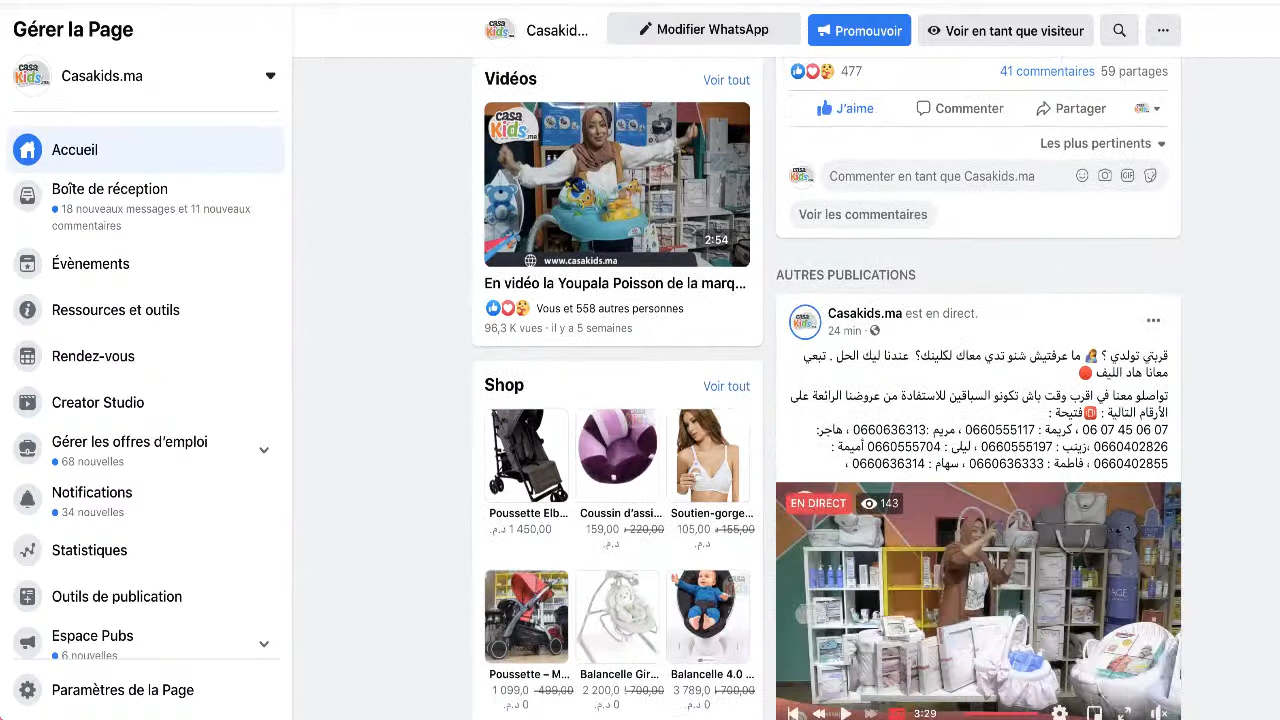 Gérer la Page
Casakids.ma
Accueil
Boîte de réception
18 nouveaux messages et 11 nouveaux
commentaires
Évènements
Ressources et outils
Rendez-vous
Creator Studio
Gérer les offres d'emploi
68 nouvelles
Notifications
34 nouvelles
Statistiques
Outils de publication
Espace Pubs
6 nouvelles
Paramètres de la Page
Casakid...
Modifier WhatsApp
Promouvoir
Voir en tant que visiteur
Vidéos
Voir tout
casa
Kids.ma
2:54
www.casakids.ma
En vidéo la Youpala Poisson de la marq...
Vous et 558 autres personnes
96,3 K vues · il y a 5 semaines
Shop
Voir tout
Poussette Elb...
1 450,00 د.م.
Coussin d'assi...
159,00 220,00 د.م.
Soutien-gorge...
105,00 155,00 د.م.
Poussette – M...
1 099,0 499,00
0 د.م.
Balancelle Gir...
2 200,0 700,00
0 د.م.
Balancelle 4.0 ...
3 789,0 700,00
0 د.م.
477
41 commentaires 59 partages
J'aime
Commenter
Partager
Les plus pertinents
Commenter en tant que Casakids.ma
GIF
Voir les commentaires
AUTRES PUBLICATIONS
Casakids.ma est en direct.
24 min ·
قربتي تولدي ؟ 🤱 ما عرفتيش شنو تدي معاك لكلينك؟ عندنا ليك الحل . تبعي
معانا هاد الليف 🔴
تواصلو معنا في اقرب وقت باش تكونو السباقين للاستفادة من عروضنا الرائعة على
الأرقام التالية : ☎️فتيحة :
07 06 45 07 06 ، كريمة : 0660555117 ، مريم :0660636313 ، هاجر:
0660402826 ،زينب : 0660555197 ، ليلى : 0660555704 أميمة :
0660402855 ، فاطمة : 0660636333 ، سهام : 0660636314 ،
EN DIRECT
143
3:29